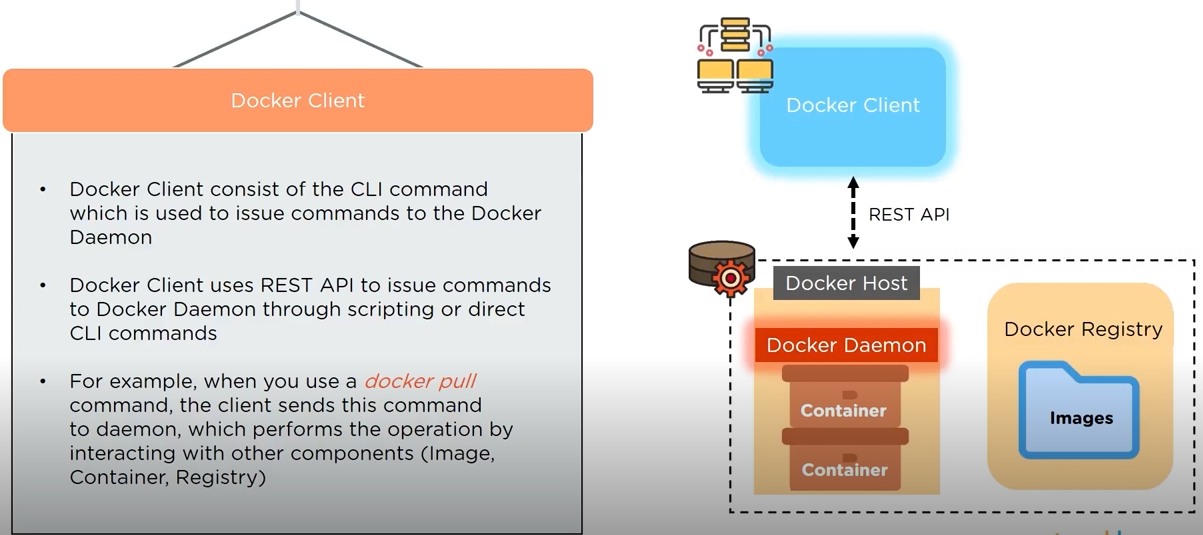 Docker Client
• Docker Client consist of the CLI command
which is used to issue commands to the Docker
Daemon
• Docker Client uses REST API to issue commands
to Docker Daemon through scripting or direct
CLI commands
• For example, when you use a docker pull
command, the client sends this command
to daemon, which performs the operation by
interacting with other components (Image,
Container, Registry)
Docker Client
REST API
Docker Host
Docker Daemon
Container
Container
Docker Registry
Images